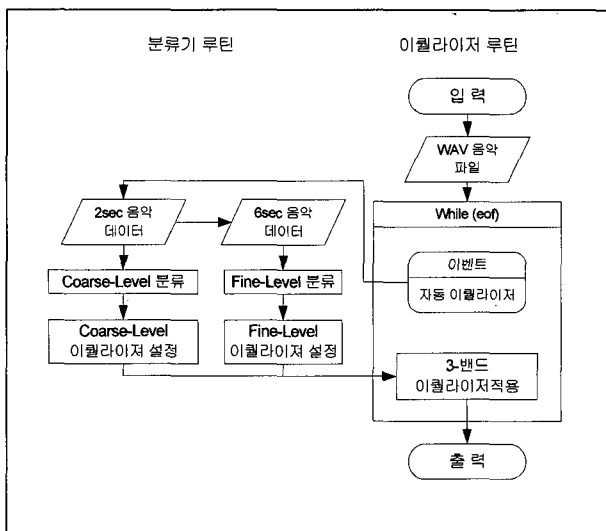 분류기 루틴
이퀄라이저 루틴
입 력
WAV 음악
파일
While (eof)
2sec 음악
데이터
6sec 음악
데이터
이벤트
자동 이퀄라이저
Coarse-Level 분류
Fine-Level 분류
Coarse-Level
이퀄라이져 설정
Fine-Level
이퀄라이져 설정
3-밴드
이퀄라이저적용
출 력